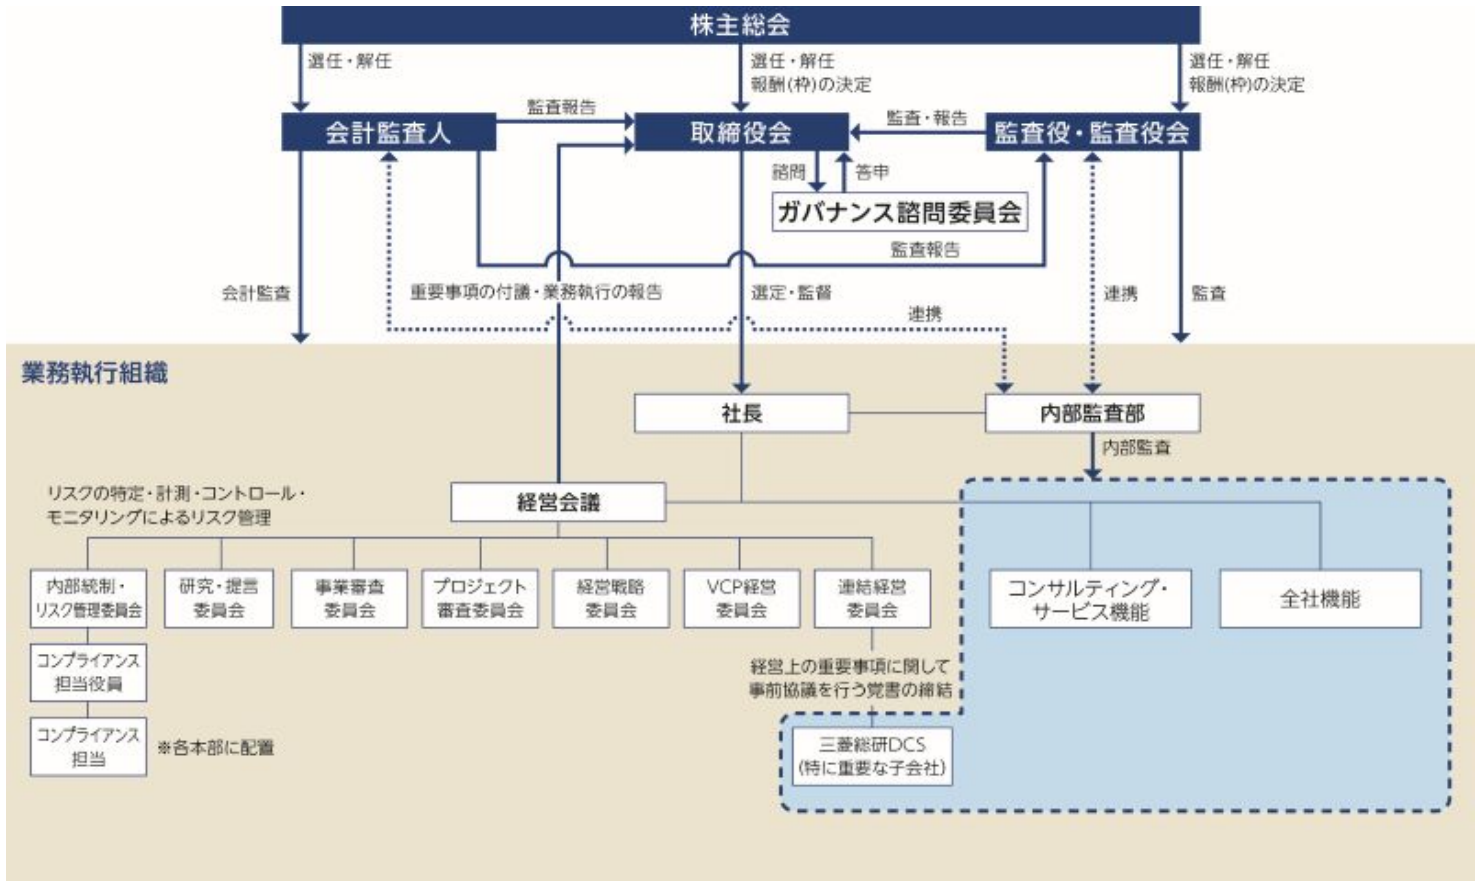 株主総会
選任・解任
選任・解任
報酬(枠)の決定
選任・解任
報酬(枠)の決定
会計監査人
監査報告
取締役会
監査・報告
監査役・監査役会
諮問
答申
ガバナンス諮問委員会
監査報告
会計監査
重要事項の付議・業務執行の報告
選定・監督
連携
連携
監査
業務執行組織
社長
内部監査部
内部監査
リスクの特定・計測・コントロール・
モニタリングによるリスク管理
経営会議
内部統制・
リスク管理委員会
研究・提言
委員会
事業審査
委員会
プロジェクト
審査委員会
経営戦略
委員会
VCP経営
委員会
連結経営
委員会
コンサルティング・
サービス機能
全社機能
コンプライアンス
担当役員
経営上の重要事項に関して
事前協議を行う覚書の締結
コンプライアンス
担当
※各本部に配置
三菱総研DCS
(特に重要な子会社)